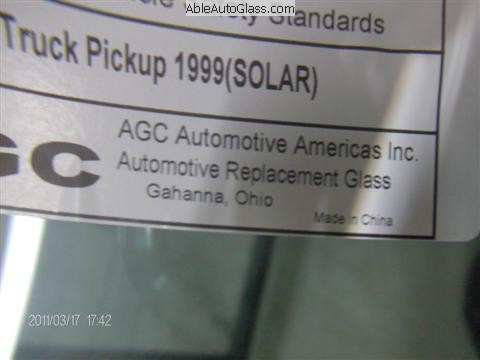 AbleAutoGlass.com
Standards
Truck Pickup 1999(SOLAR)
GC
AGC Automotive Americas Inc.
Automotive Replacement Glass
Gahanna, Ohio
Made in China
2011/03/17 17:42